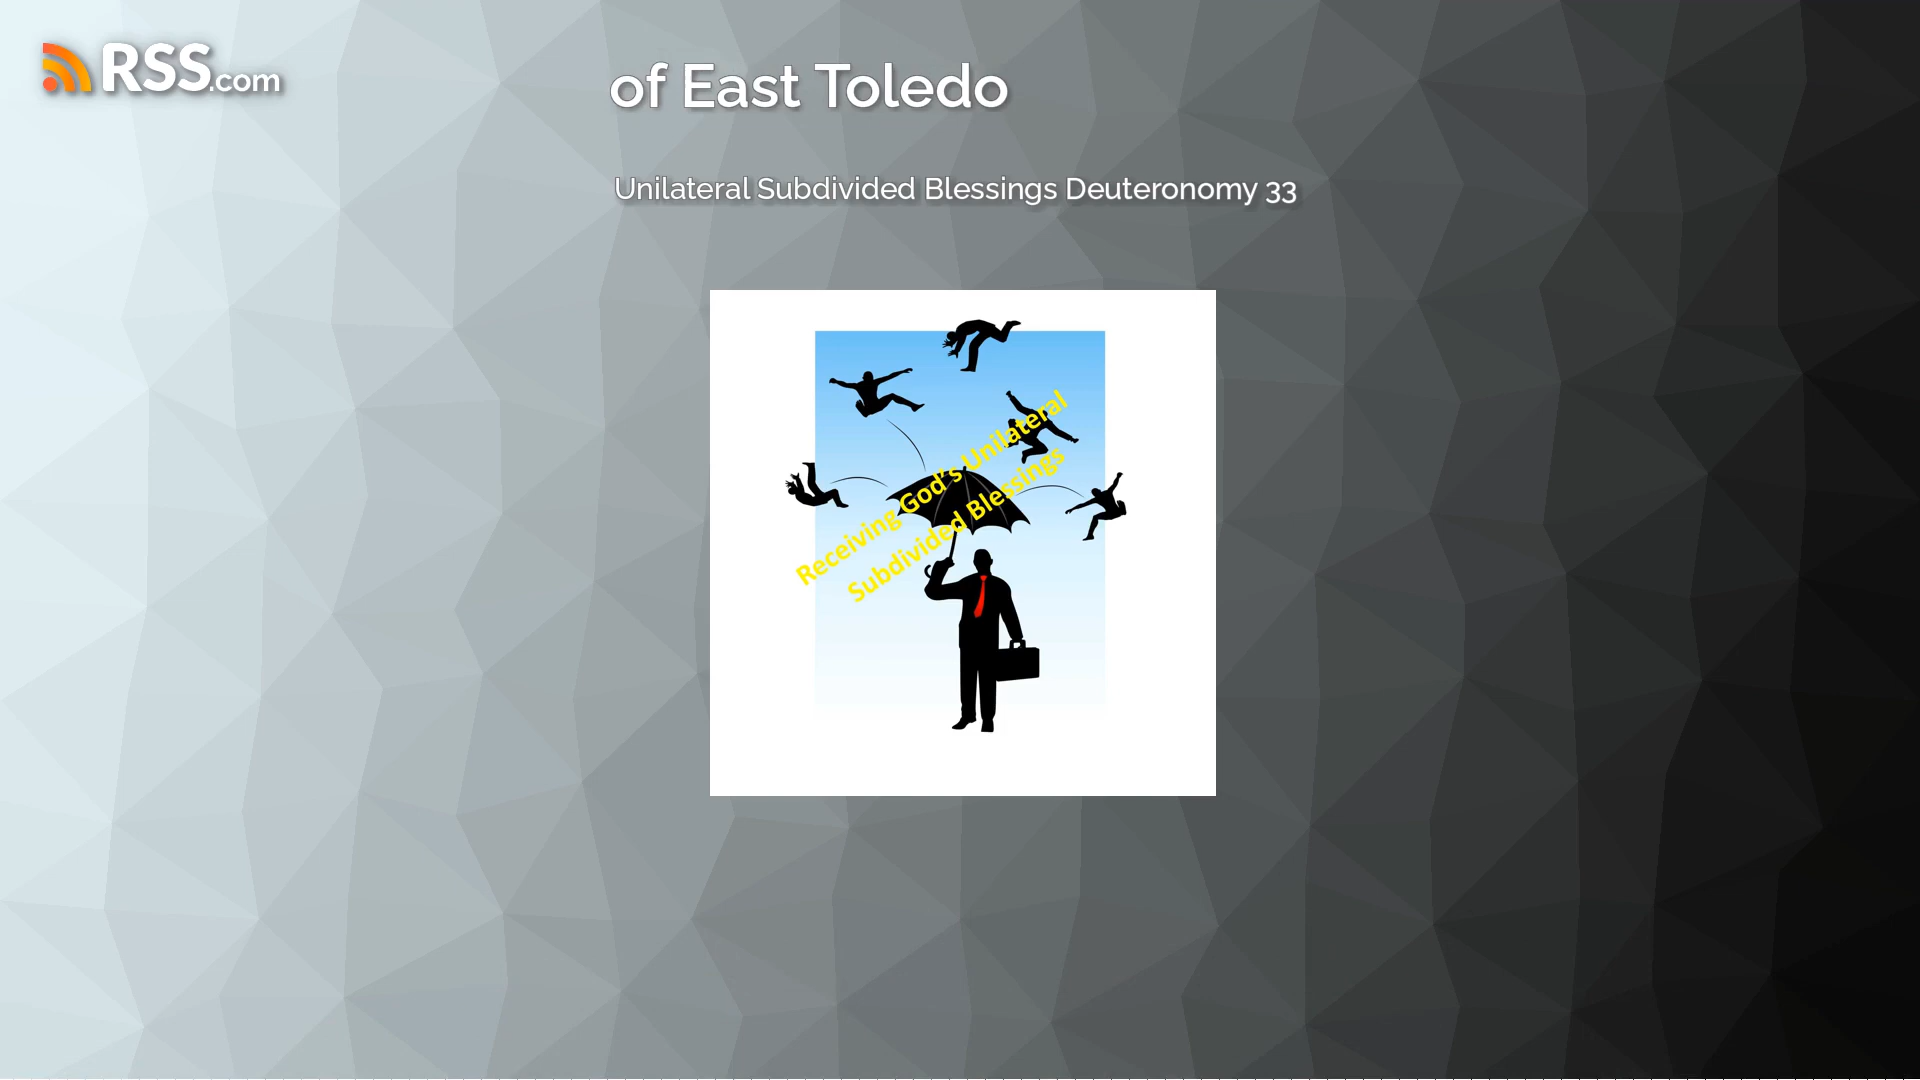 RSS.com
of East Toledo
Unilateral Subdivided Blessings Deuteronomy 33
Receiving God's Unilateral
Subdivided Blessings